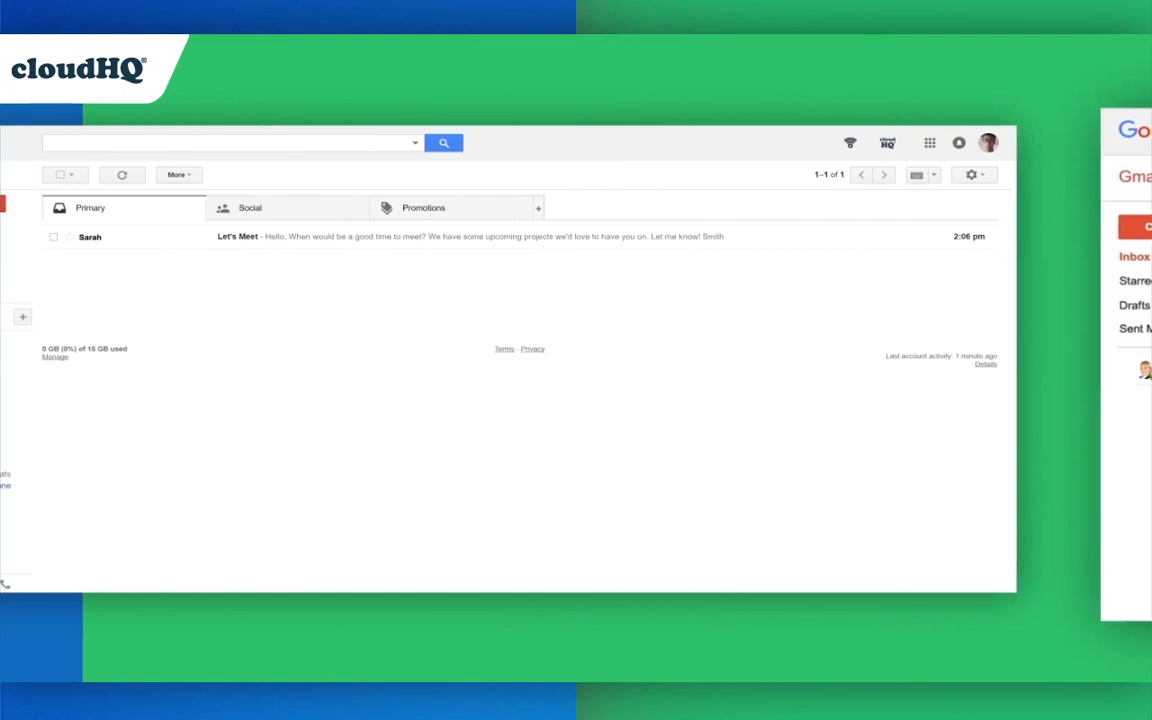 cloudHQ®
cloud
HQ
More
1–1 of 1
Primary
Social
Promotions
+
Sarah
Let's Meet - Hello, When would be a good time to meet? We have some upcoming projects we'd love to have you on. Let me know! Smith
2:06 pm
+
0 GB (0%) of 15 GB used
Manage
Terms - Privacy
Last account activity: 1 minute ago
Details
Inbox
Drafts